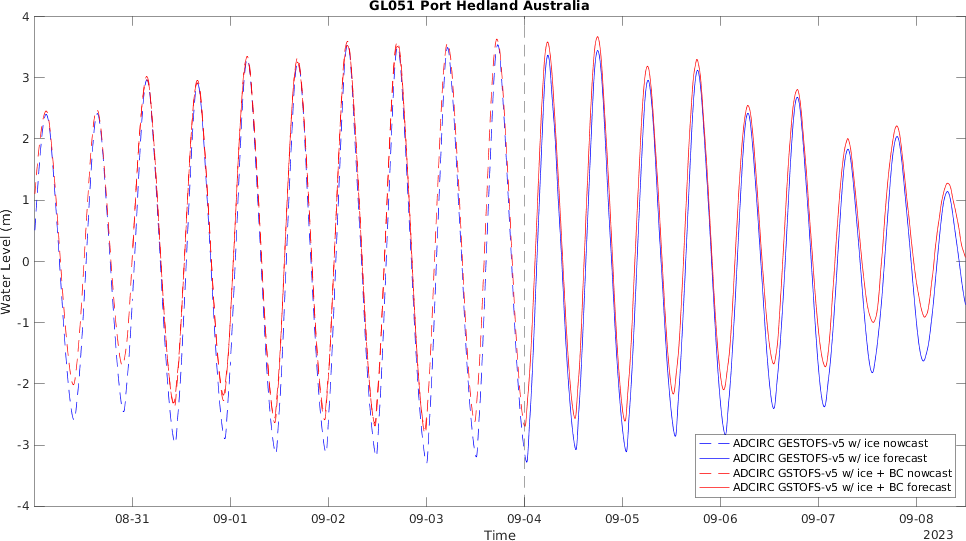 GL051 Port Hedland Australia
Water Level (m)
4
3
2
1
0
-1
-2
-3
-4
ADCIRC GESTOFS-v5 w/ ice nowcast
ADCIRC GESTOFS-v5 w/ ice forecast
ADCIRC GSTOFS-v5 w/ ice + BC nowcast
ADCIRC GSTOFS-v5 w/ ice + BC forecast
08-31 09-01 09-02 09-03 09-04 09-05 09-06 09-07 09-08
Time
2023